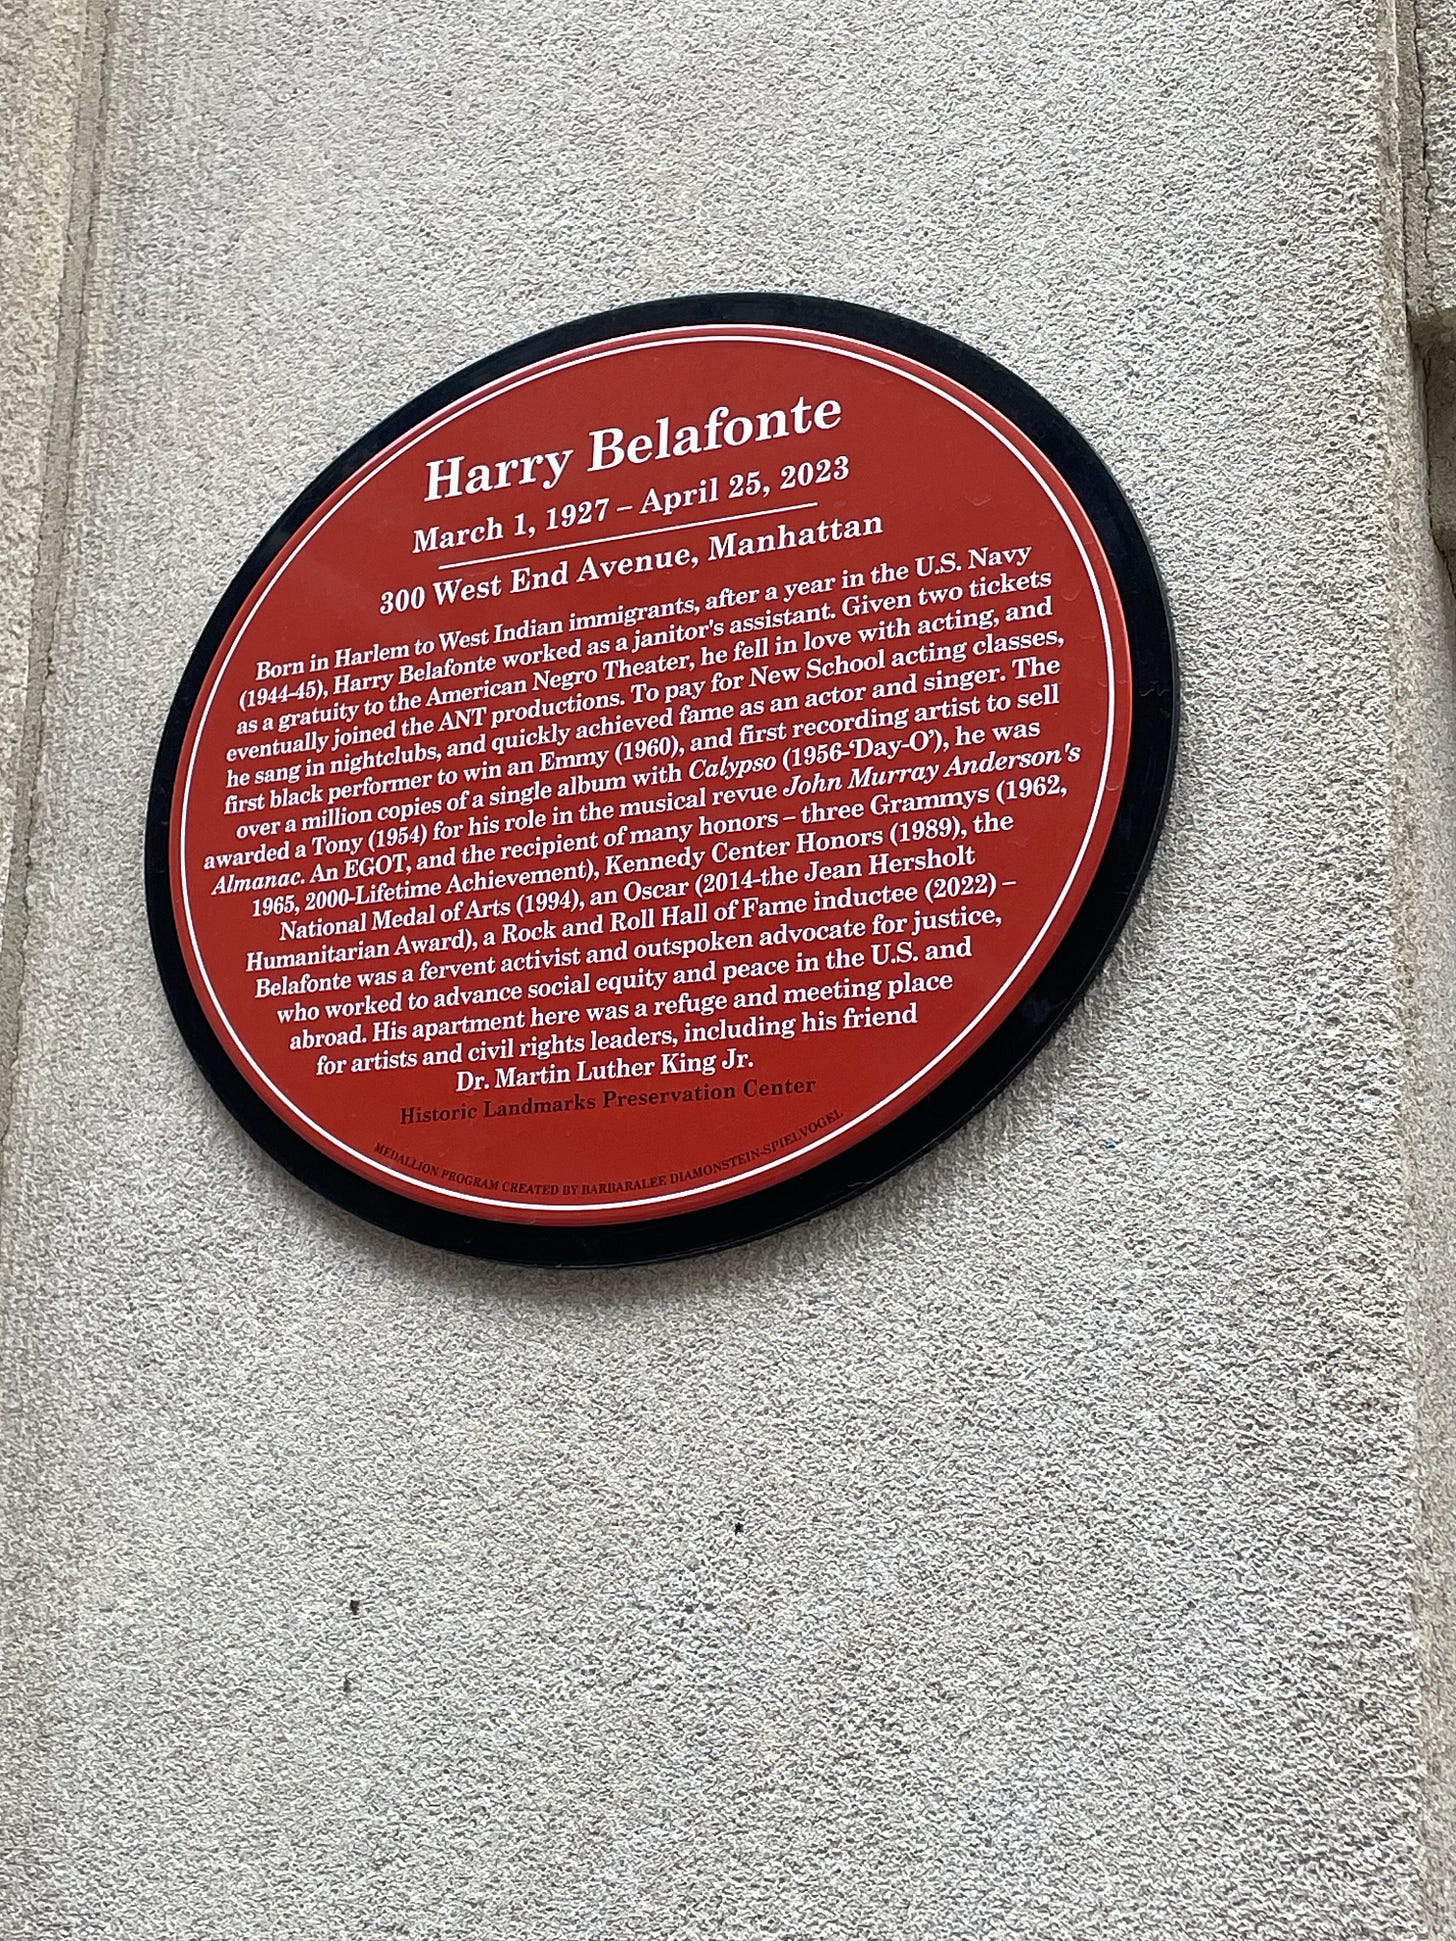 Harry Belafonte
March 1, 1927 – April 25, 2023
300 West End Avenue, Manhattan
Born in Harlem to West Indian immigrants, after a year in the U.S. Navy
(1944-45), Harry Belafonte worked as a janitor's assistant. Given two tickets
as a gratuity to the American Negro Theater, he fell in love with acting, and
eventually joined the ANT productions. To pay for New School acting classes,
he sang in nightclubs, and quickly achieved fame as an actor and singer. The
first black performer to win an Emmy (1960), and first recording artist to sell
over a million copies of a single album with Calypso (1956-‘Day-O’), he was
awarded a Tony (1954) for his role in the musical revue John Murray Anderson's
Almanac. An EGOT, and the recipient of many honors – three Grammys (1962,
1965, 2000-Lifetime Achievement), Kennedy Center Honors (1989), the
National Medal of Arts (1994), an Oscar (2014-the Jean Hersholt
Humanitarian Award), a Rock and Roll Hall of Fame inductee (2022) –
Belafonte was a fervent activist and outspoken advocate for justice,
who worked to advance social equity and peace in the U.S. and
abroad. His apartment here was a refuge and meeting place
for artists and civil rights leaders, including his friend
Dr. Martin Luther King Jr.
Historic Landmarks Preservation Center
MEDALLION PROGRAM CREATED BY BARBARALEE DIAMONSTEIN-SPIELVOGEL